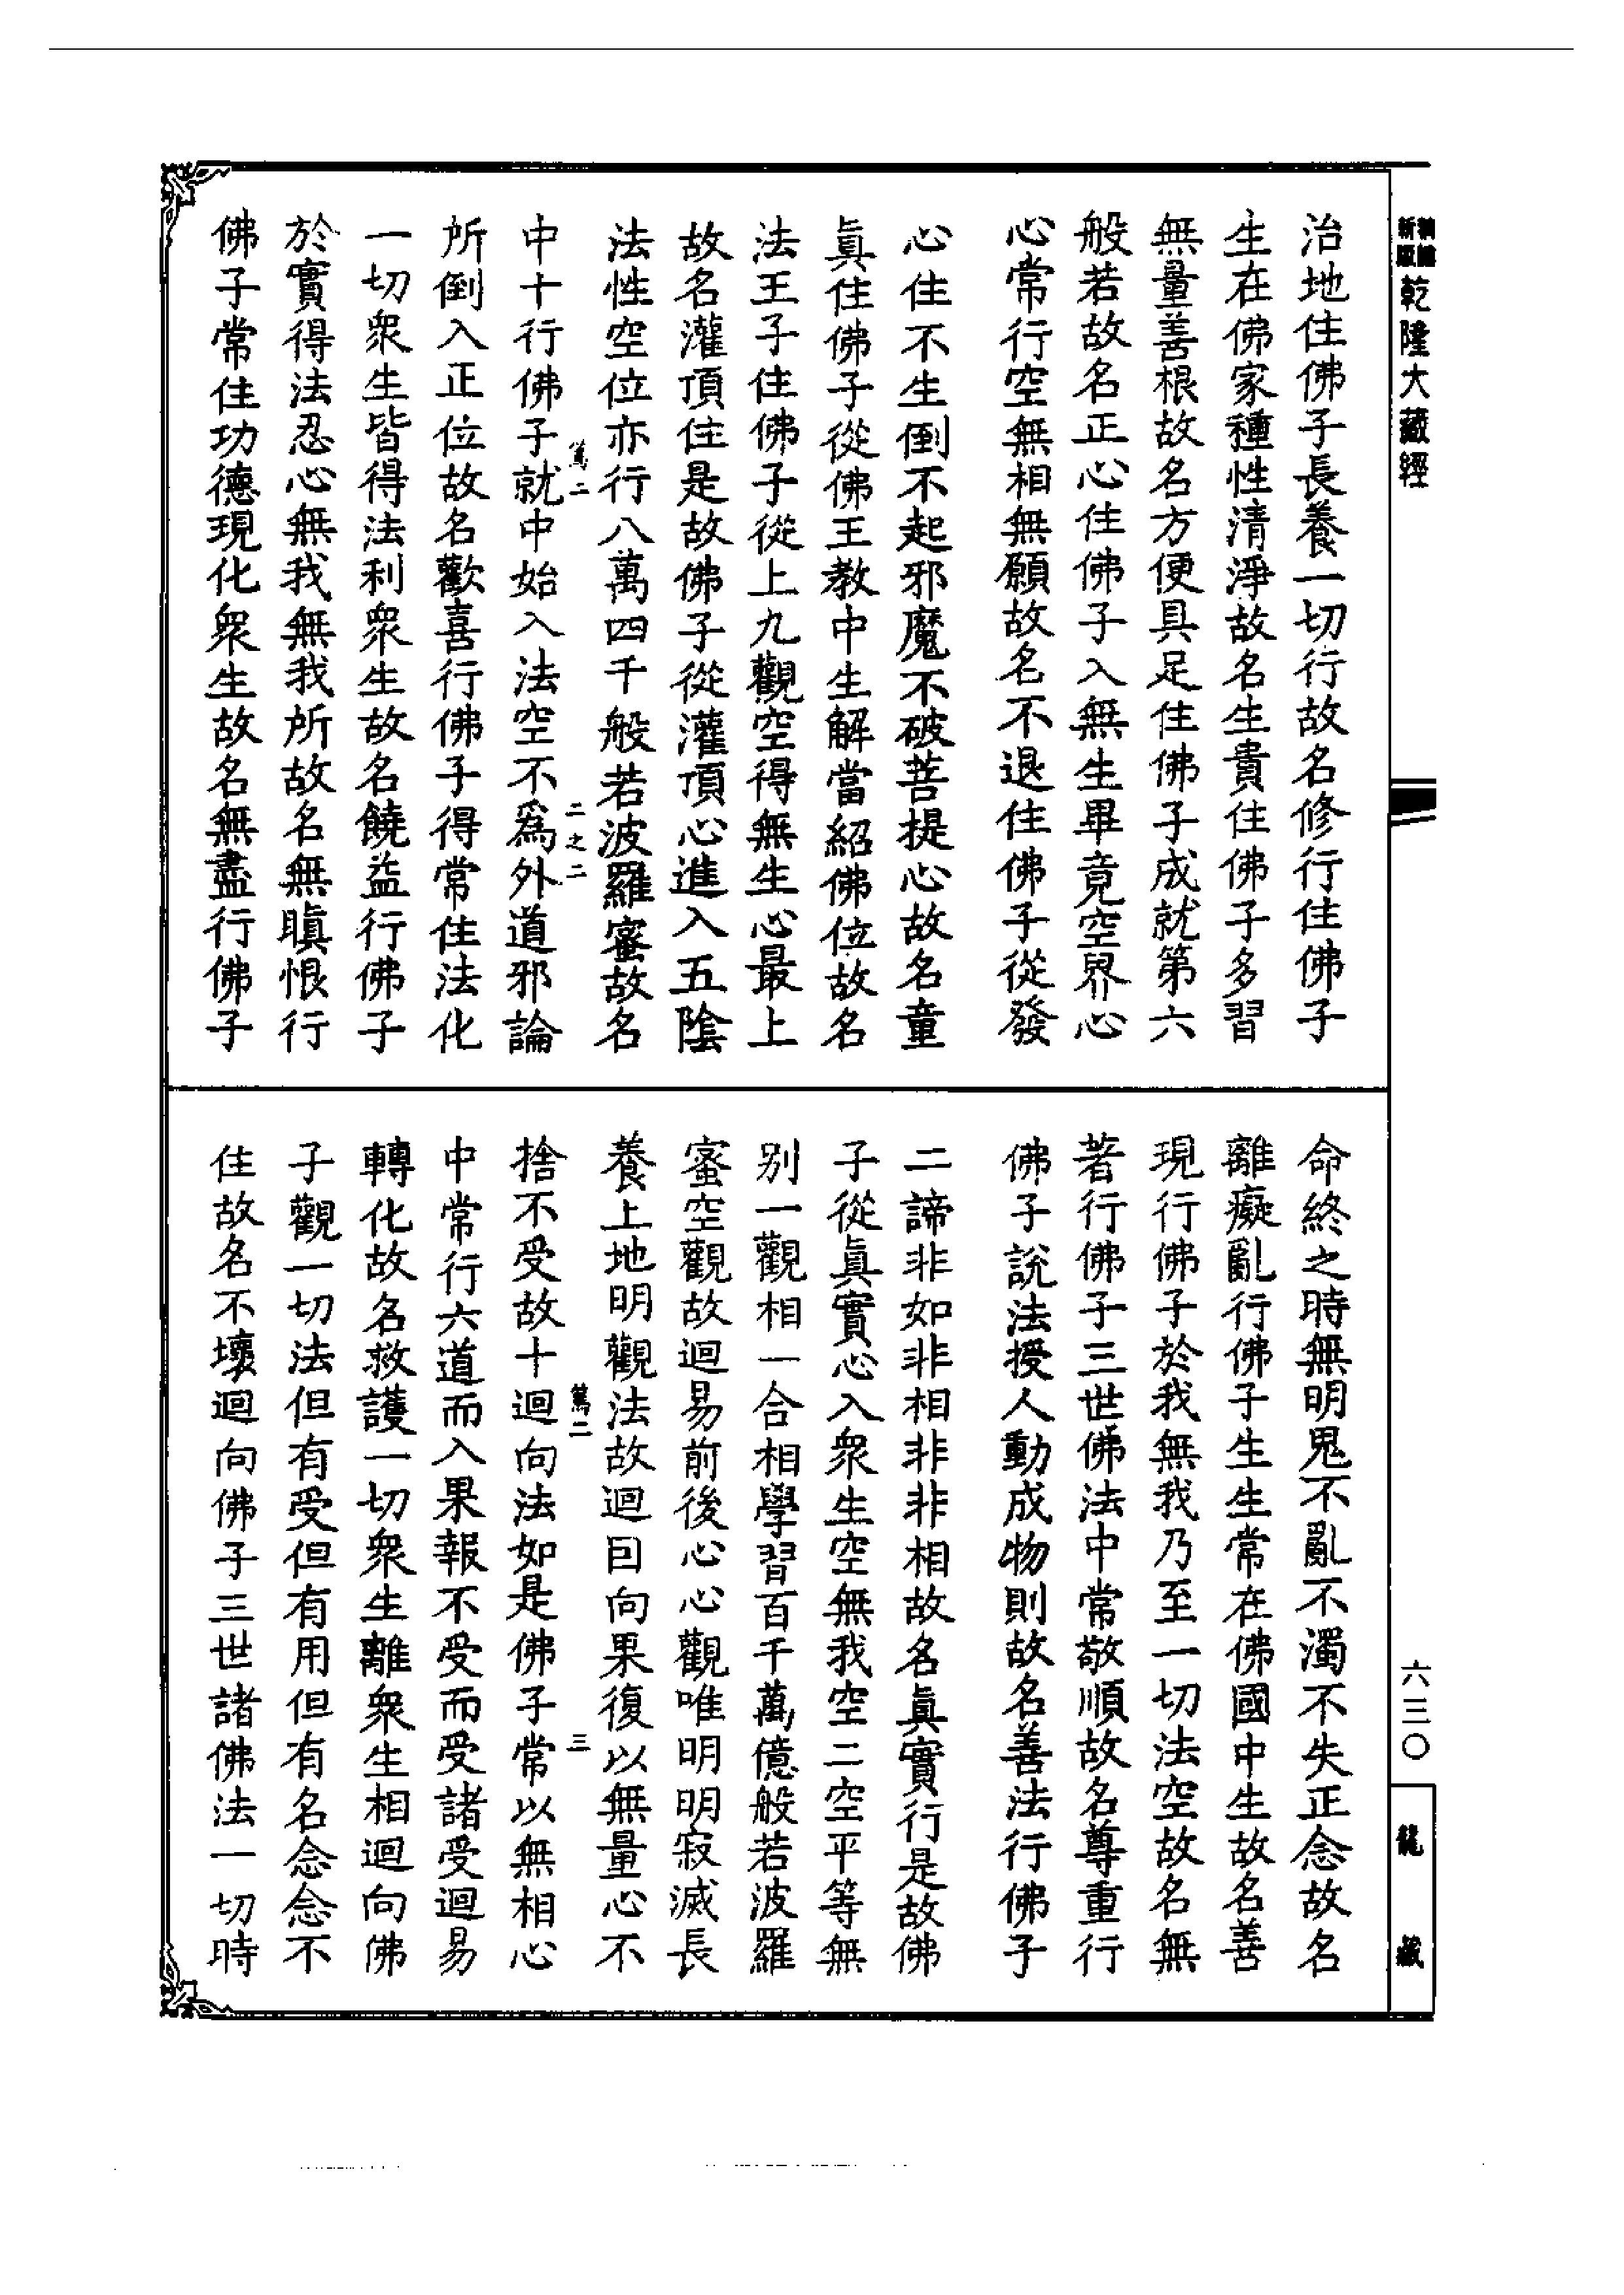 新版
乾隆大藏經
六三〇
龍藏
治地住佛子長養一切行故名修行住佛子
生在佛家種性清淨故名生貴住佛子多習
無量善根故名方便具足住佛子成就第六
般若故名正心住佛子入無生畢竟空界心
心常行空無相無願故名不退住佛子從發
心住不生倒不起邪魔不破菩提心故名童
眞住佛子從佛王教中生解當紹佛位故名
法王子住佛子從上九觀空得無生心最上
故名灌頂住是故佛子從灌頂心進入五陰
法性空位亦行八萬四千般若波羅蜜故名
篤二
二之二
中十行佛子就中始入法空不爲外道邪論
所倒入正位故名歡喜行佛子得常住法化
一切衆生皆得法利衆生故名饒益行佛子
於實得法忍心無我無我所故名無瞋恨行
佛子常住功德現化衆生故名無盡行佛子
命終之時無明鬼不亂不濁不失正念故名
離癡亂行佛子生生常在佛國中生故名善
現行佛子於我無我乃至一切法空故名無
著行佛子三世佛法中常敬順故名尊重行
佛子說法授人動成物則故名善法行佛子
二諦非如非相非非相故名眞實行是故佛
子從眞實心入衆生空無我空二空平等無
別一觀相一合相學習百千萬億般若波羅
蜜空觀故迴易前後心心觀唯明明寂滅長
養上地明觀法故迴囙向果復以無量心不
篤二
三
捨不受故十迴向法如是佛子常以無相心
中常行六道而入果報不受而受諸受迴易
轉化故名救護一切衆生離衆生相迴向佛
子觀一切法但有受但有用但有名念念不
住故名不壞迴向佛子三世諸佛法一切時